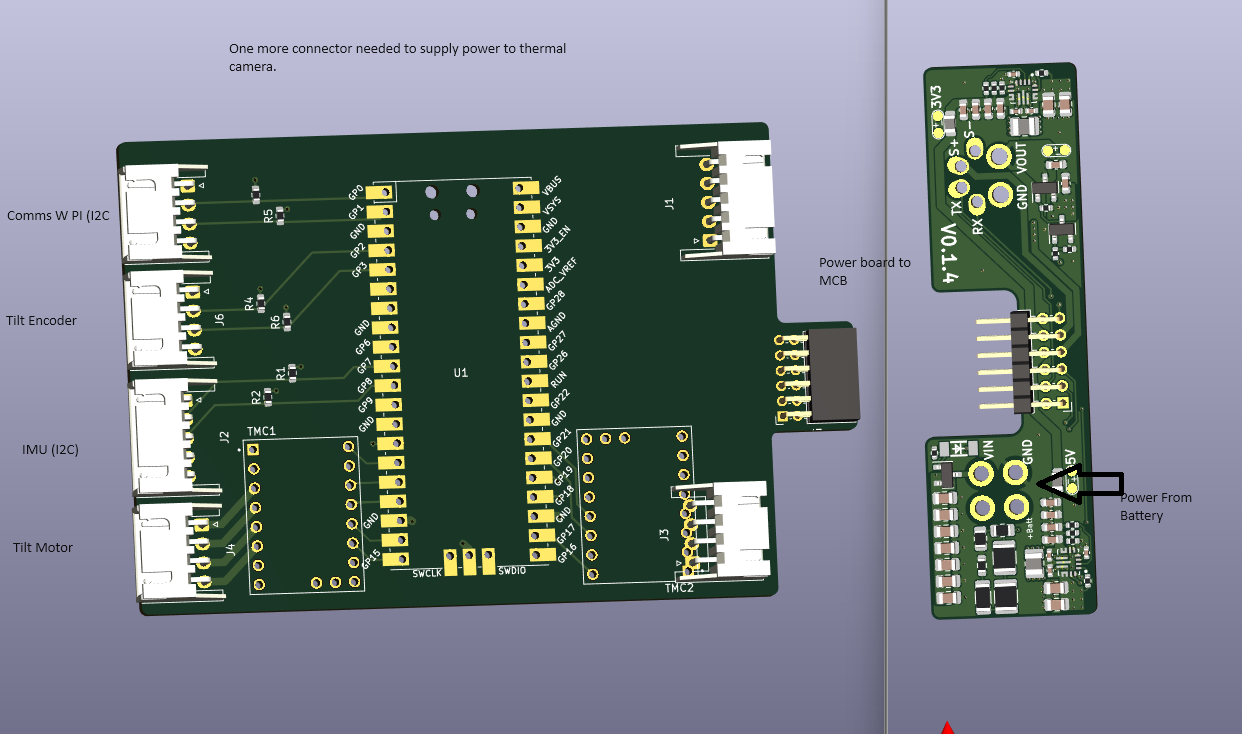 One more connector needed to supply power to thermal
camera.
Comms W PI (I2C
Tilt Encoder
IMU (I2C)
Tilt Motor
R5
R4
R6
J6
R1
R2
J2
TMC1
J4
GP0
GP1
GND
GP2
GP3
GND
GP6
GP7
GP8
GP9
GND
GND
GP15
U1
SWCLK
SWDIO
VBUS
VSYS
GND
3V3_EN
3V3
ADC_VREF
GP28
AGND
GP27
GP26
RUN
GP22
GND
GP21
GP20
GP19
GP18
GND
GP17
GP16
J1
J3
TMC2
Power board to
MCB
3V3
S+
S-
VOUT
GND
TX
RX
V0.1.4
VIN
GND
5V
+Batt
Power From
Battery